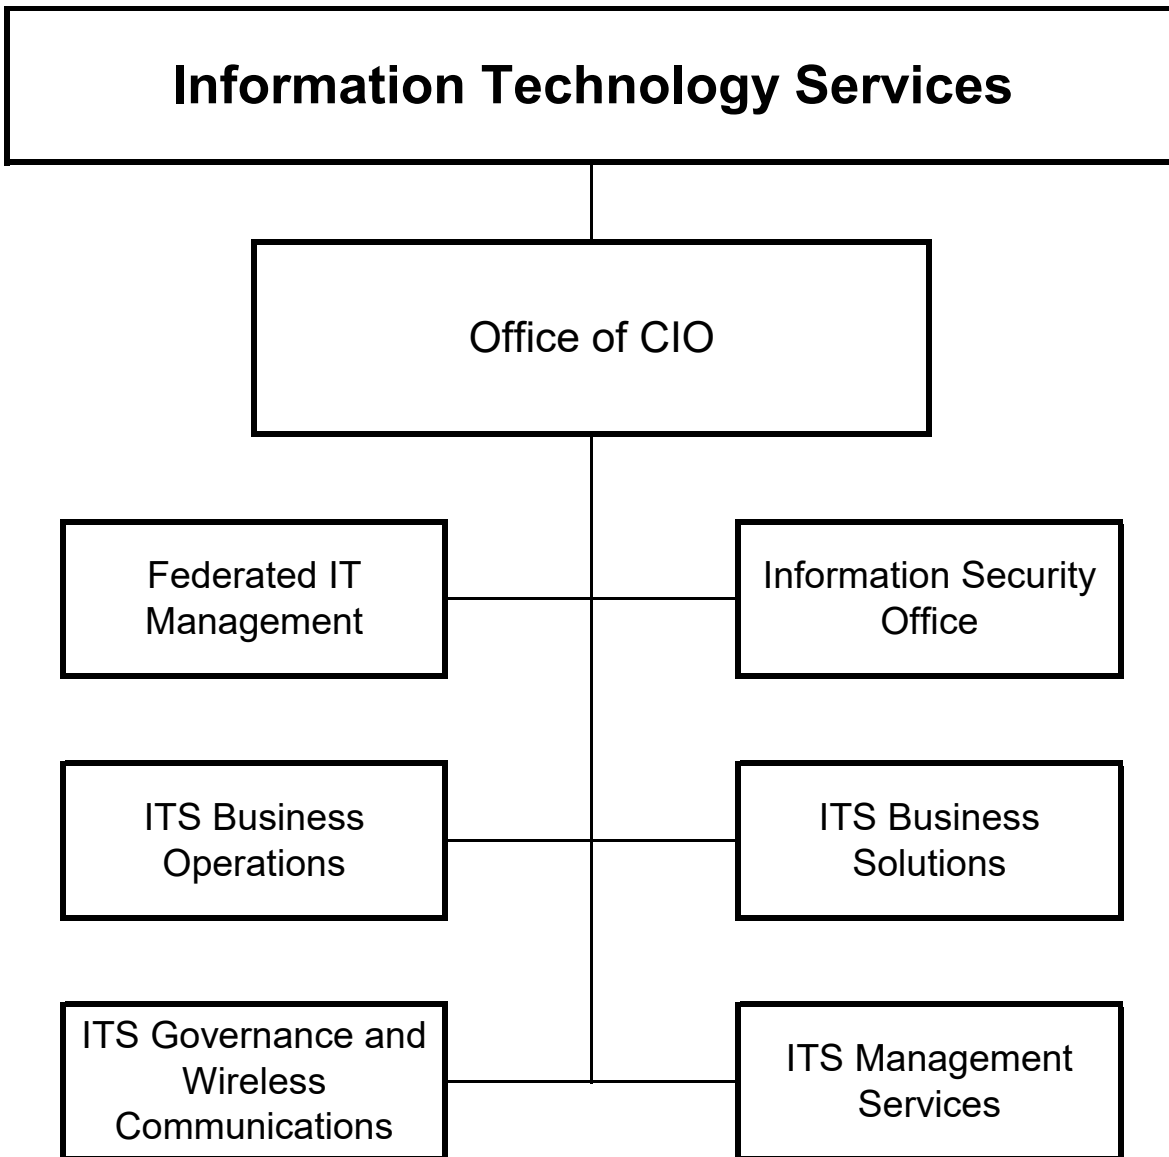 Information Technology Services
Office of CIO
Federated IT
Management
Information Security
Office
ITS Business
Operations
ITS Business
Solutions
ITS Governance and
Wireless
Communications
ITS Management
Services